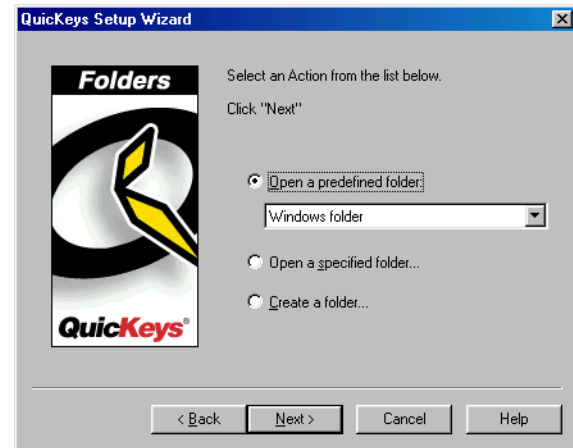 QuicKeys Setup Wizard
Folders
Select an Action from the list below.
Click "Next"
Open a predefined folder:
Windows folder
Open a specified folder...
Create a folder...
QuicKeys®
< Back
Next >
Cancel
Help